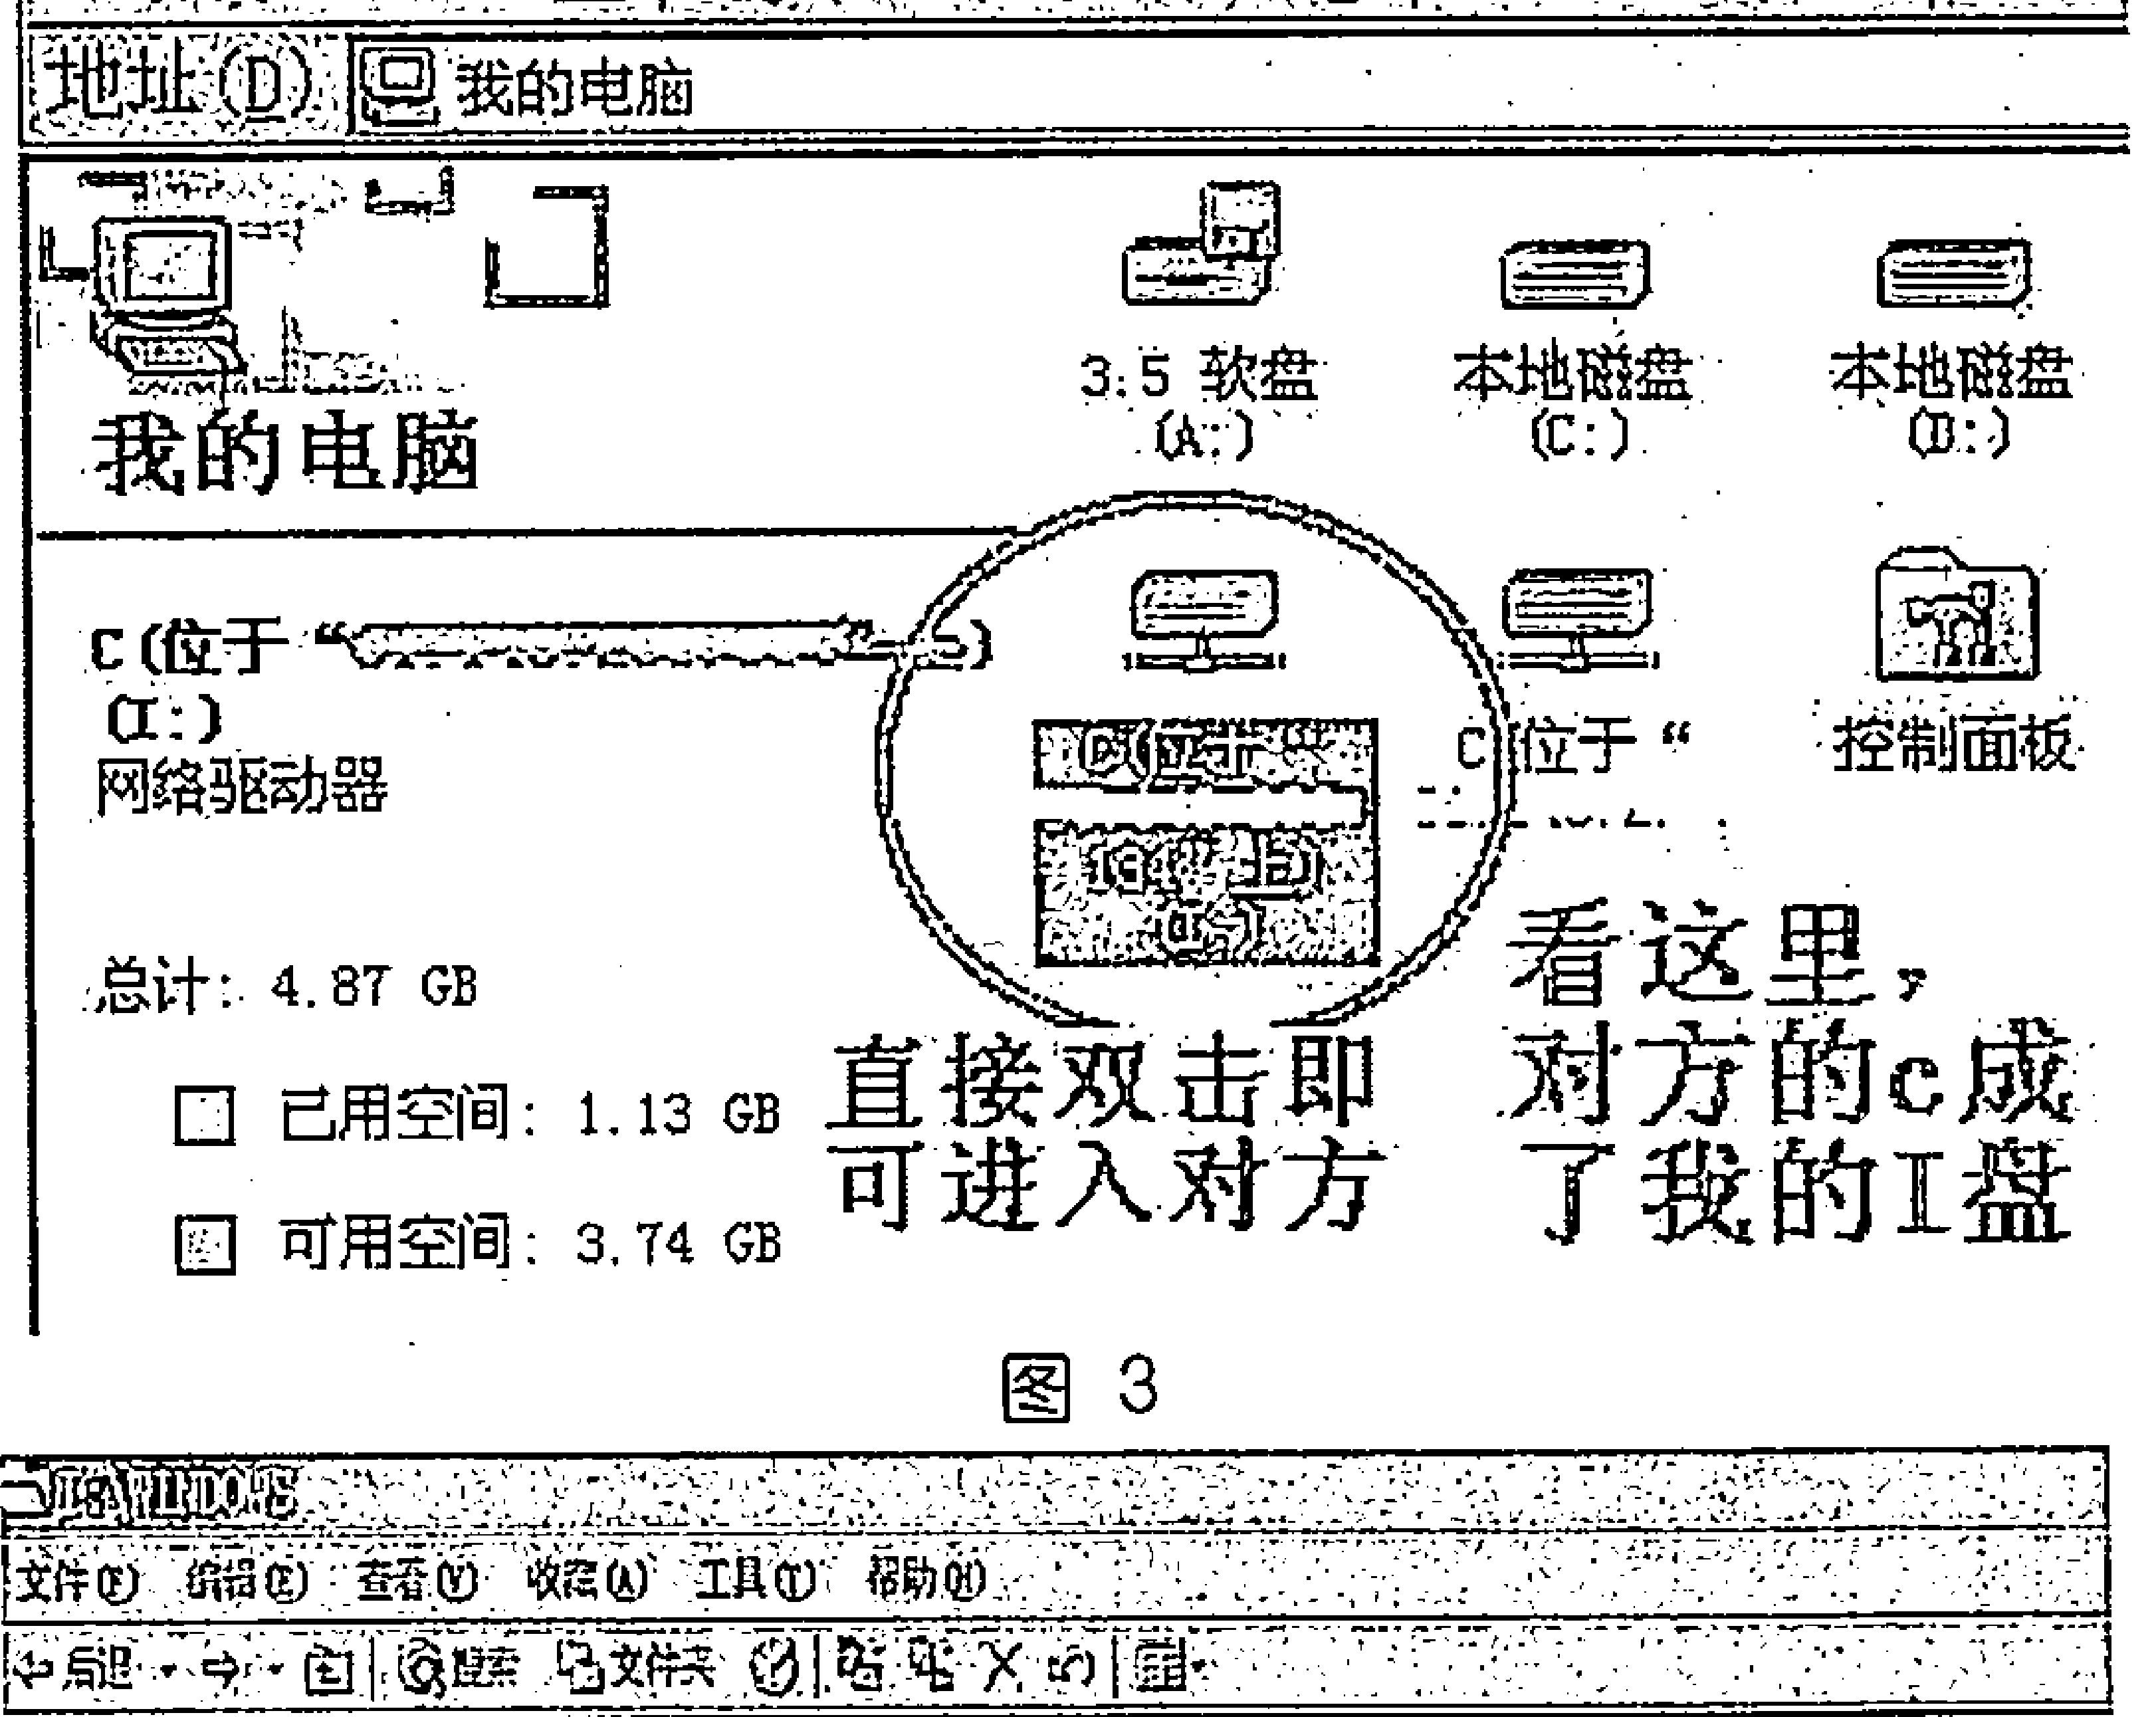 地址(D) 我的电脑
3.5 软盘 (A:)
本地磁盘 (C:)
本地磁盘 (D:)
我的电脑
C(位于“
(I:)
网络驱动器
C 位于“
控制面板
总计: 4.87 GB
已用空间: 1.13 GB
可用空间: 3.74 GB
直接双击即
可进入对方
看这里,
对方的c成
了我的I盘
图 3
I:\WINDOWS
文件(F) 编辑(E) 查看(V) 收藏(A) 工具(T) 帮助(H)
后退 搜索 文件夹